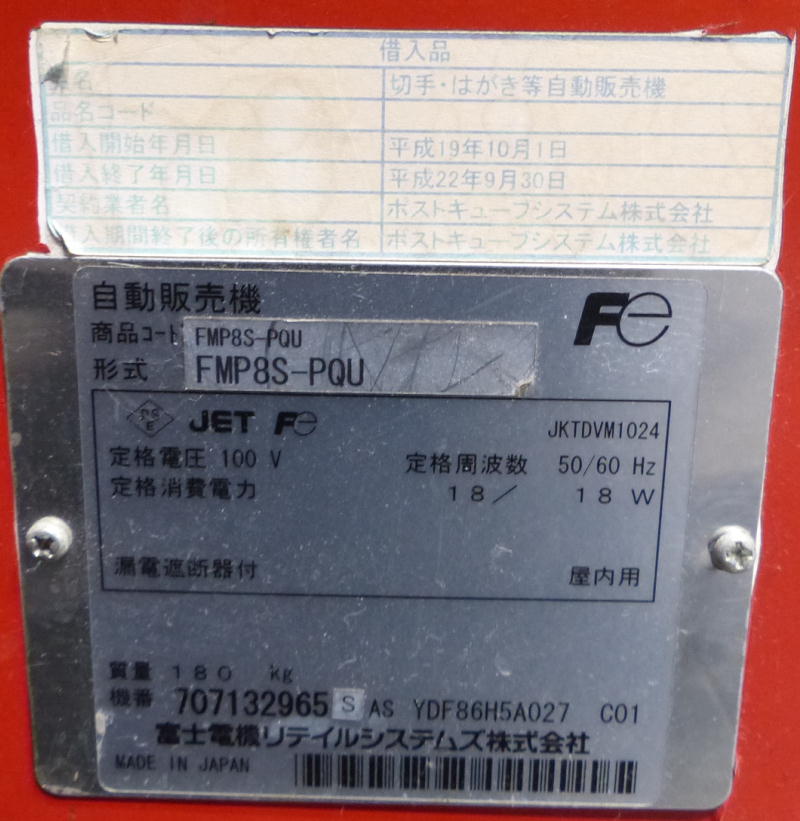 借入品
品名 切手・はがき等自動販売機
品名コード
借入開始年月日 平成19年10月1日
借入終了年月日 平成22年9月30日
契約業者名 ポストキューブシステム株式会社
借入期間終了後の所有権者名 ポストキューブシステム株式会社
自動販売機 Fe
商品コード FMP8S-PQU
形式 FMP8S-PQU
PSE JET Fe JKTDVM1024
定格電圧 100 V 定格周波数 50/60 Hz
定格消費電力 18/ 18 W
漏電遮断器付 屋内用
質量 180 kg
機番 707132965 S AS YDF86H5A027 C01
富士電機リテイルシステムズ株式会社
MADE IN JAPAN